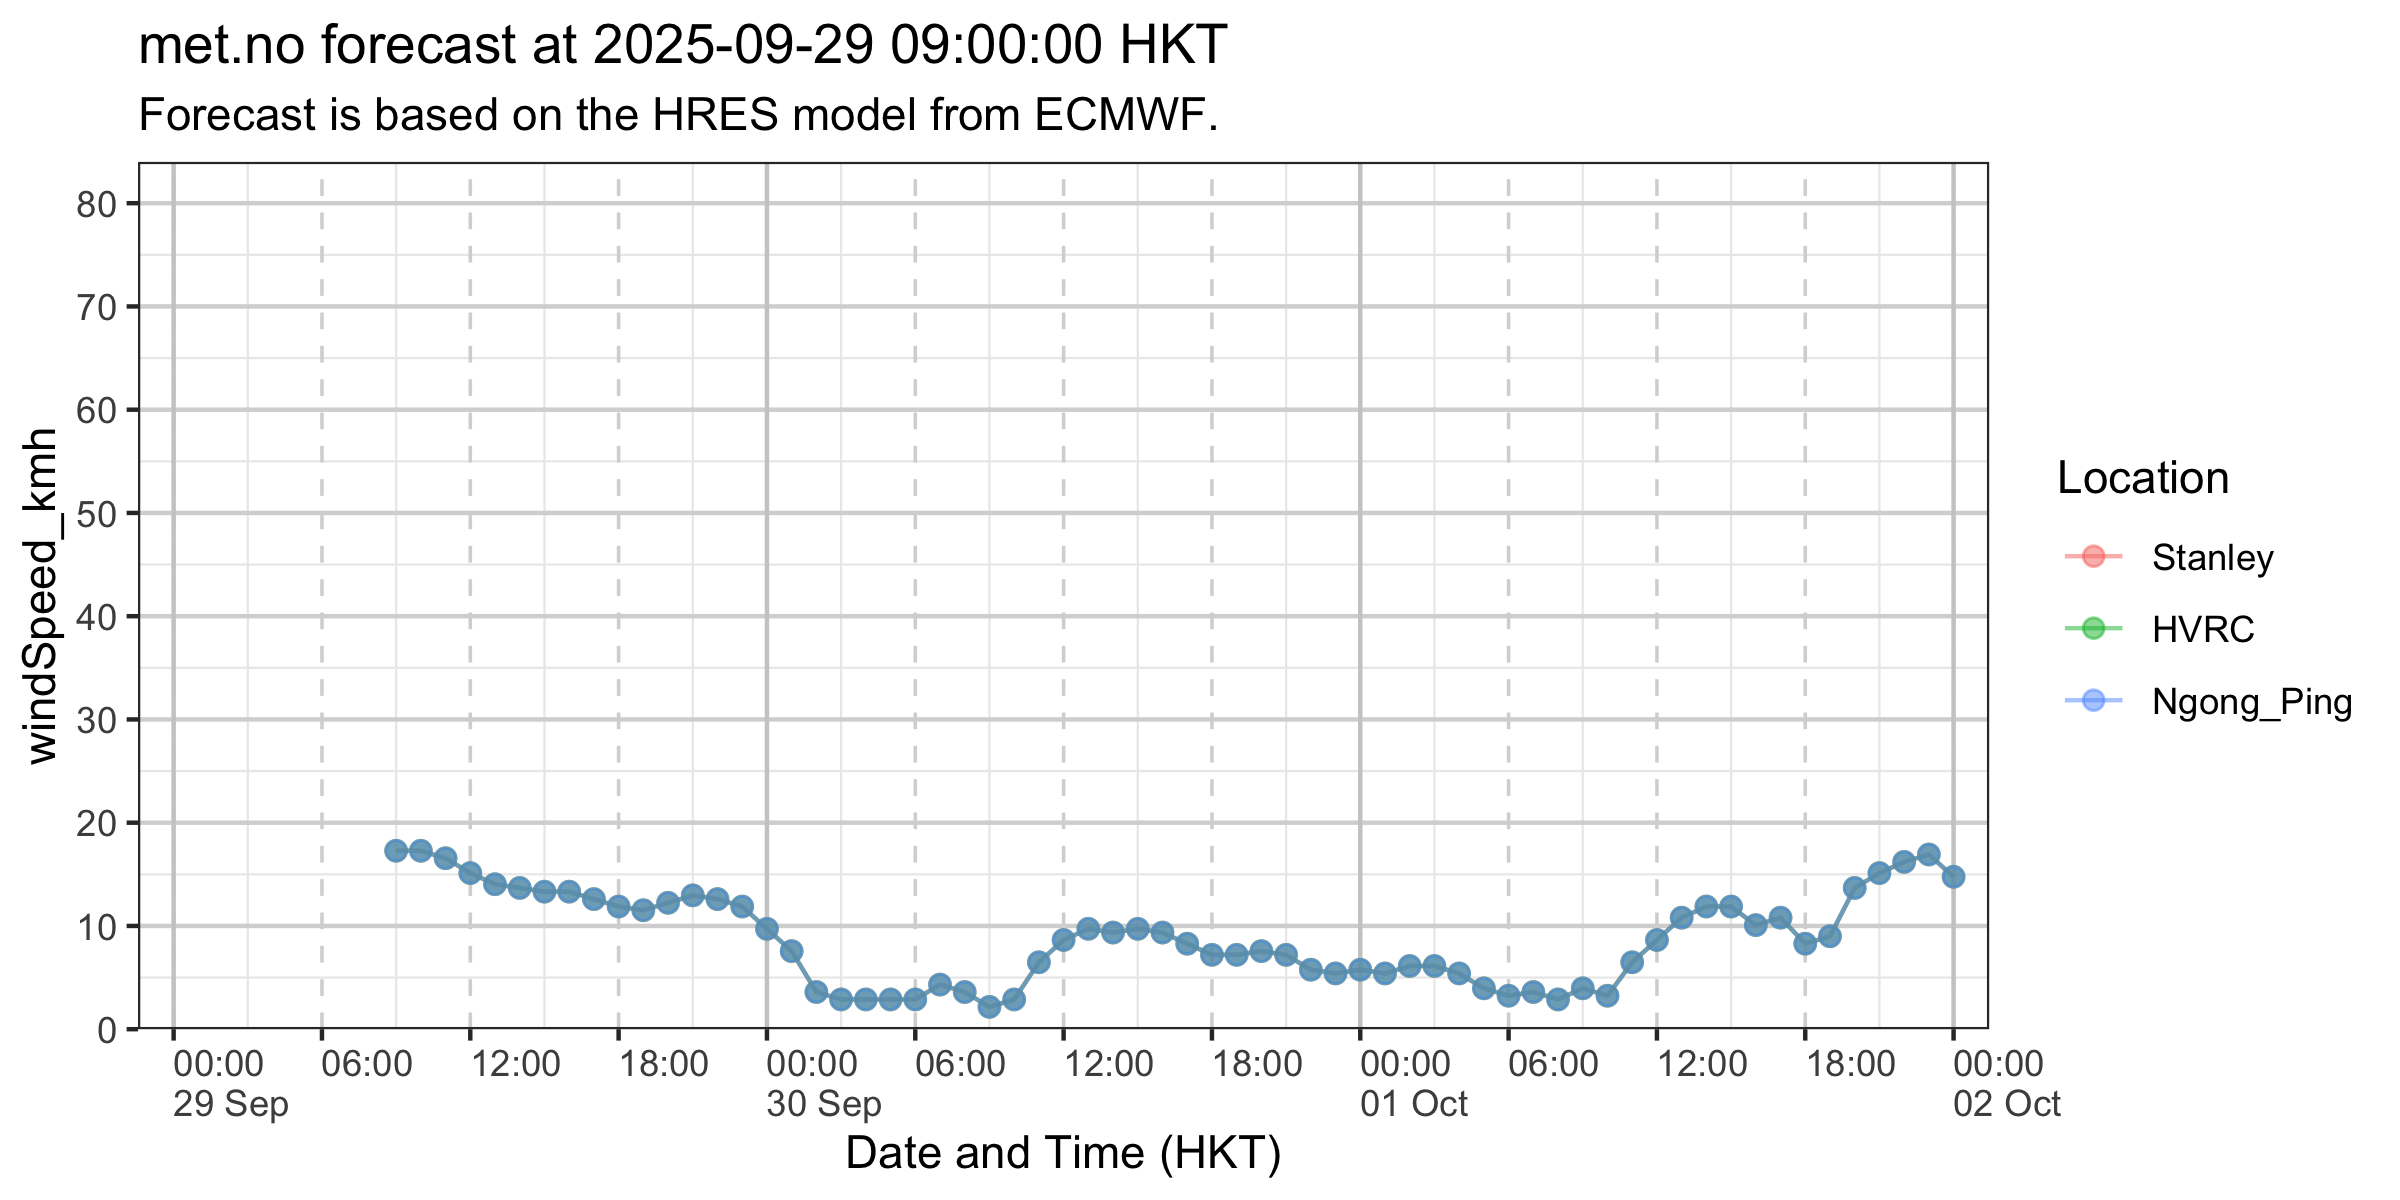 met.no forecast at 2025-09-29 09:00:00 HKT
Forecast is based on the HRES model from ECMWF.
windSpeed_kmh
80
70
60
50
40
30
20
10
0
00:00 06:00 12:00 18:00 00:00 06:00 12:00 18:00 00:00 06:00 12:00 18:00 00:00
29 Sep 30 Sep 01 Oct 02 Oct
Date and Time (HKT)
Location
Stanley
HVRC
Ngong_Ping